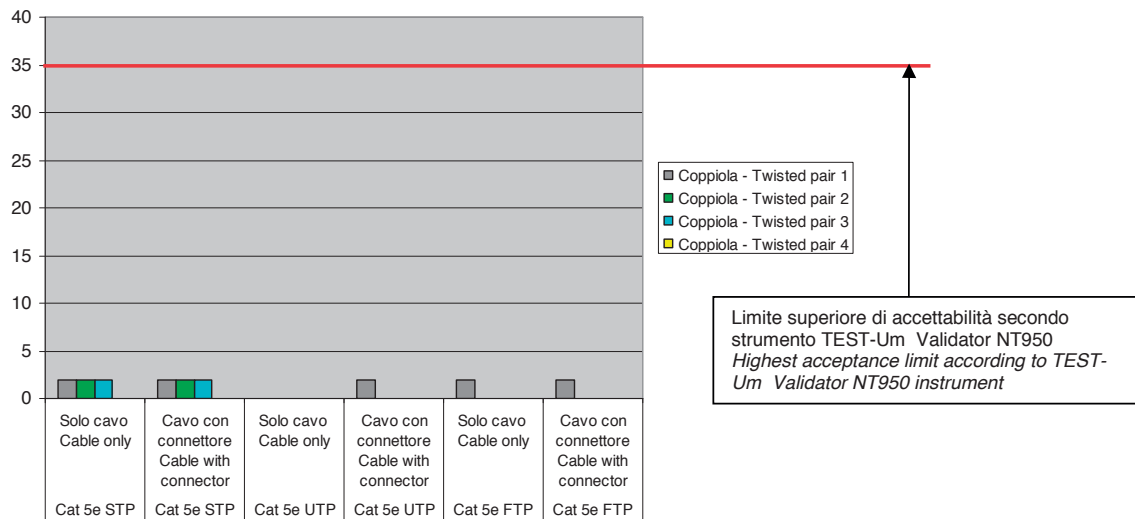 40
35
30
25
20
15
10
5
0
Coppiola - Twisted pair 1
Coppiola - Twisted pair 2
Coppiola - Twisted pair 3
Coppiola - Twisted pair 4
Limite superiore di accettabilità secondo
strumento TEST-Um Validator NT950
Highest acceptance limit according to TEST-
Um Validator NT950 instrument
Solo cavo
Cable only
Cat 5e STP
Cavo con
connettore
Cable with
connector
Cat 5e STP
Solo cavo
Cable only
Cat 5e UTP
Cavo con
connettore
Cable with
connector
Cat 5e UTP
Solo cavo
Cable only
Cat 5e FTP
Cavo con
connettore
Cable with
connector
Cat 5e FTP